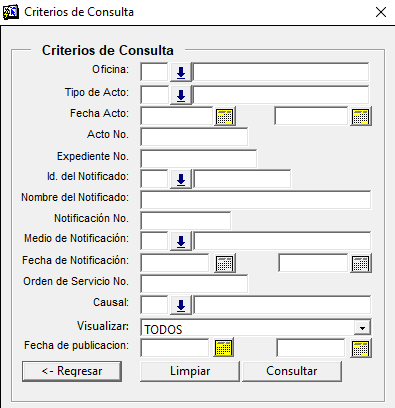 Criterios de Consulta
Criterios de Consulta
Oficina:
Tipo de Acto:
Fecha Acto:
Acto No.
Expediente No.
Id. del Notificado:
Nombre del Notificado:
Notificación No.
Medio de Notificación:
Fecha de Notificación:
Orden de Servicio No.
Causal:
Visualizar: TODOS
Fecha de publicacion:
<- Regresar Limpiar Consultar